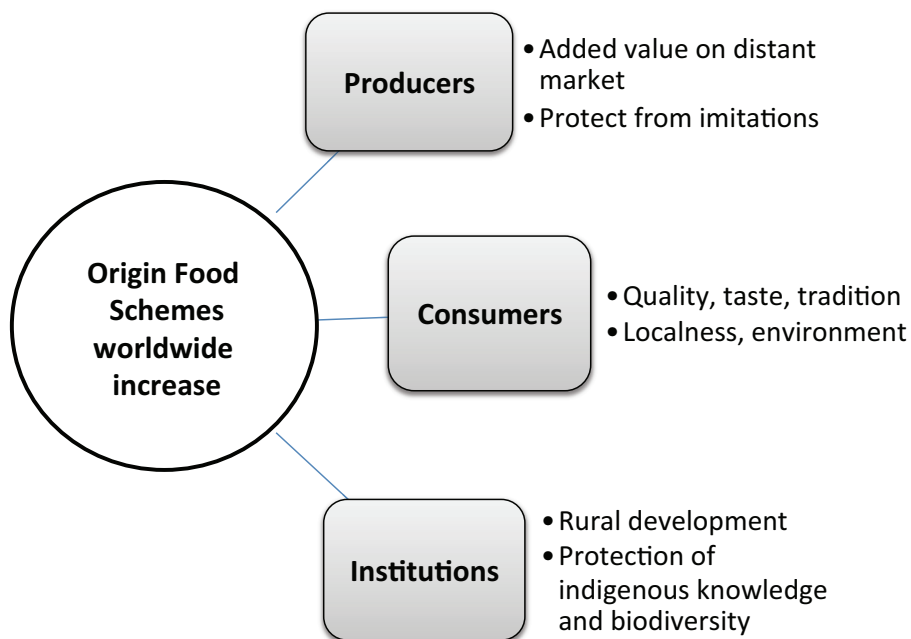 Producers
• Added value on distant
market
• Protect from imitations
Origin Food
Schemes
worldwide
increase
Consumers
• Quality, taste, tradition
• Localness, environment
Institutions
• Rural development
• Protection of
indigenous knowledge
and biodiversity